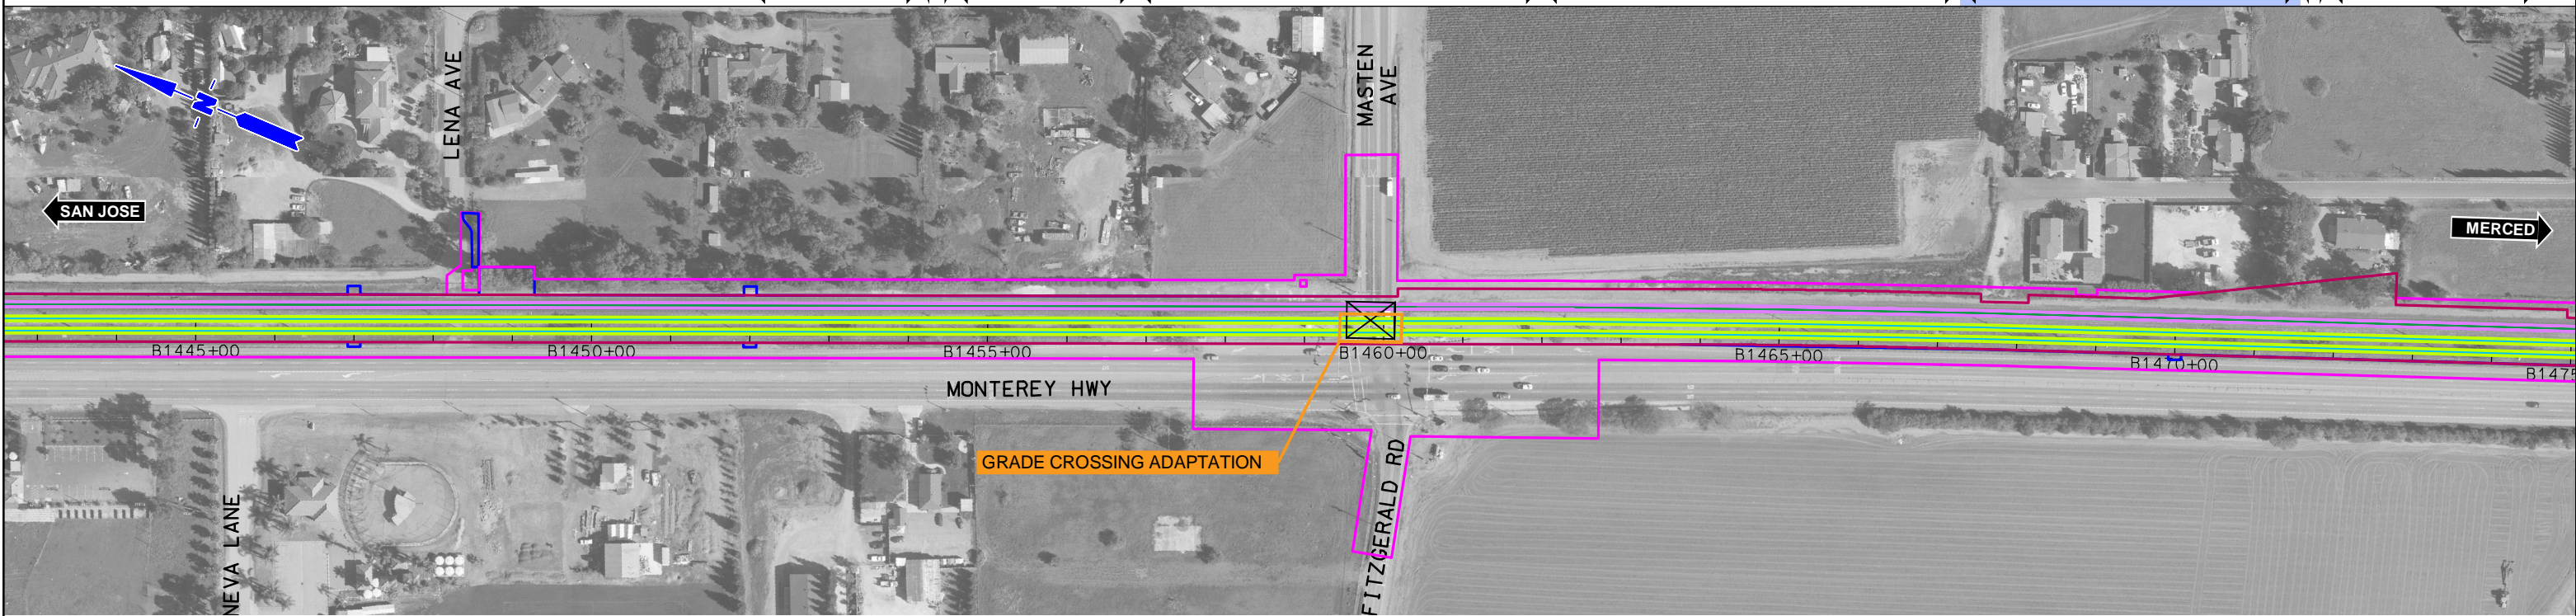 LENA AVE
MASTEN
AVE
N
SAN JOSE
MERCED
B1445+00
B1450+00
B1455+00
B1460+00
B1465+00
B1470+00
B1475
MONTEREY HWY
GRADE CROSSING ADAPTATION
NEVA LANE
FITZGERALD RD